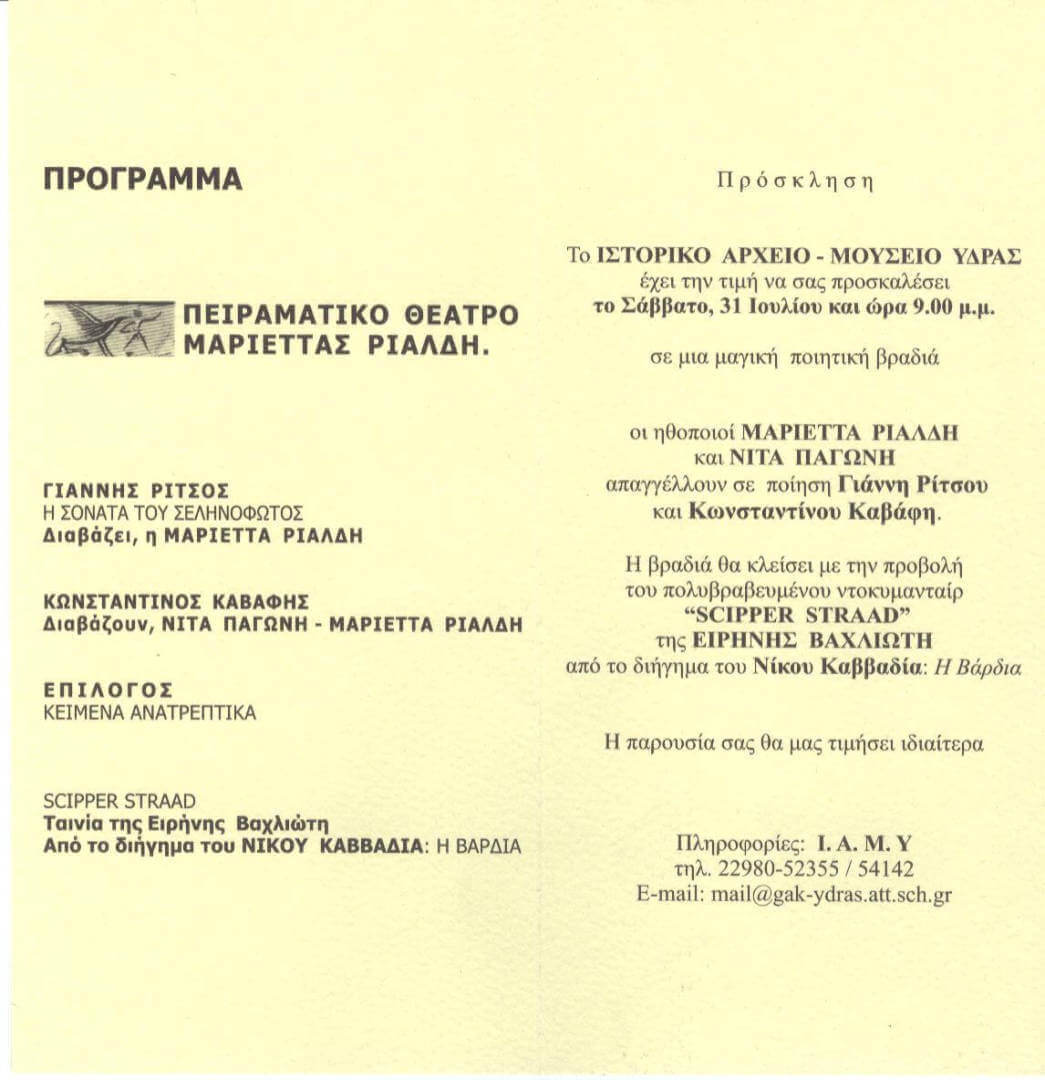 ΠΡΟΓΡΑΜΜΑ
ΠΕΙΡΑΜΑΤΙΚΟ ΘΕΑΤΡΟ
ΜΑΡΙΕΤΤΑΣ ΡΙΑΛΔΗ.
ΓΙΑΝΝΗΣ ΡΙΤΣΟΣ
Η ΣΟΝΑΤΑ ΤΟΥ ΣΕΛΗΝΟΦΩΤΟΣ
Διαβάζει, η ΜΑΡΙΕΤΤΑ ΡΙΑΛΔΗ
ΚΩΝΣΤΑΝΤΙΝΟΣ ΚΑΒΑΦΗΣ
Διαβάζουν, ΝΙΤΑ ΠΑΓΩΝΗ - ΜΑΡΙΕΤΤΑ ΡΙΑΛΔΗ
ΕΠΙΛΟΓΟΣ
ΚΕΙΜΕΝΑ ΑΝΑΤΡΕΠΤΙΚΑ
SCIPPER STRAAD
Ταινία της Ειρήνης Βαχλιώτη
Από το διήγημα του ΝΙΚΟΥ ΚΑΒΒΑΔΙΑ: Η ΒΑΡΔΙΑ
Πρόσκληση
Το ΙΣΤΟΡΙΚΟ ΑΡΧΕΙΟ - ΜΟΥΣΕΙΟ ΥΔΡΑΣ
έχει την τιμή να σας προσκαλέσει
το Σάββατο, 31 Ιουλίου και ώρα 9.00 μ.μ.
σε μια μαγική ποιητική βραδιά
οι ηθοποιοί ΜΑΡΙΕΤΤΑ ΡΙΑΛΔΗ
και ΝΙΤΑ ΠΑΓΩΝΗ
απαγγέλλουν σε ποίηση Γιάννη Ρίτσου
και Κωνσταντίνου Καβάφη.
Η βραδιά θα κλείσει με την προβολή
του πολυβραβευμένου ντοκυμανταίρ
“SCIPPER STRAAD”
της ΕΙΡΗΝΗΣ ΒΑΧΛΙΩΤΗ
από το διήγημα του Νίκου Καββαδία: Η Βάρδια
Η παρουσία σας θα μας τιμήσει ιδιαίτερα
Πληροφορίες: Ι. Α. Μ. Υ
τηλ. 22980-52355 / 54142
E-mail: mail@gak-ydras.att.sch.gr